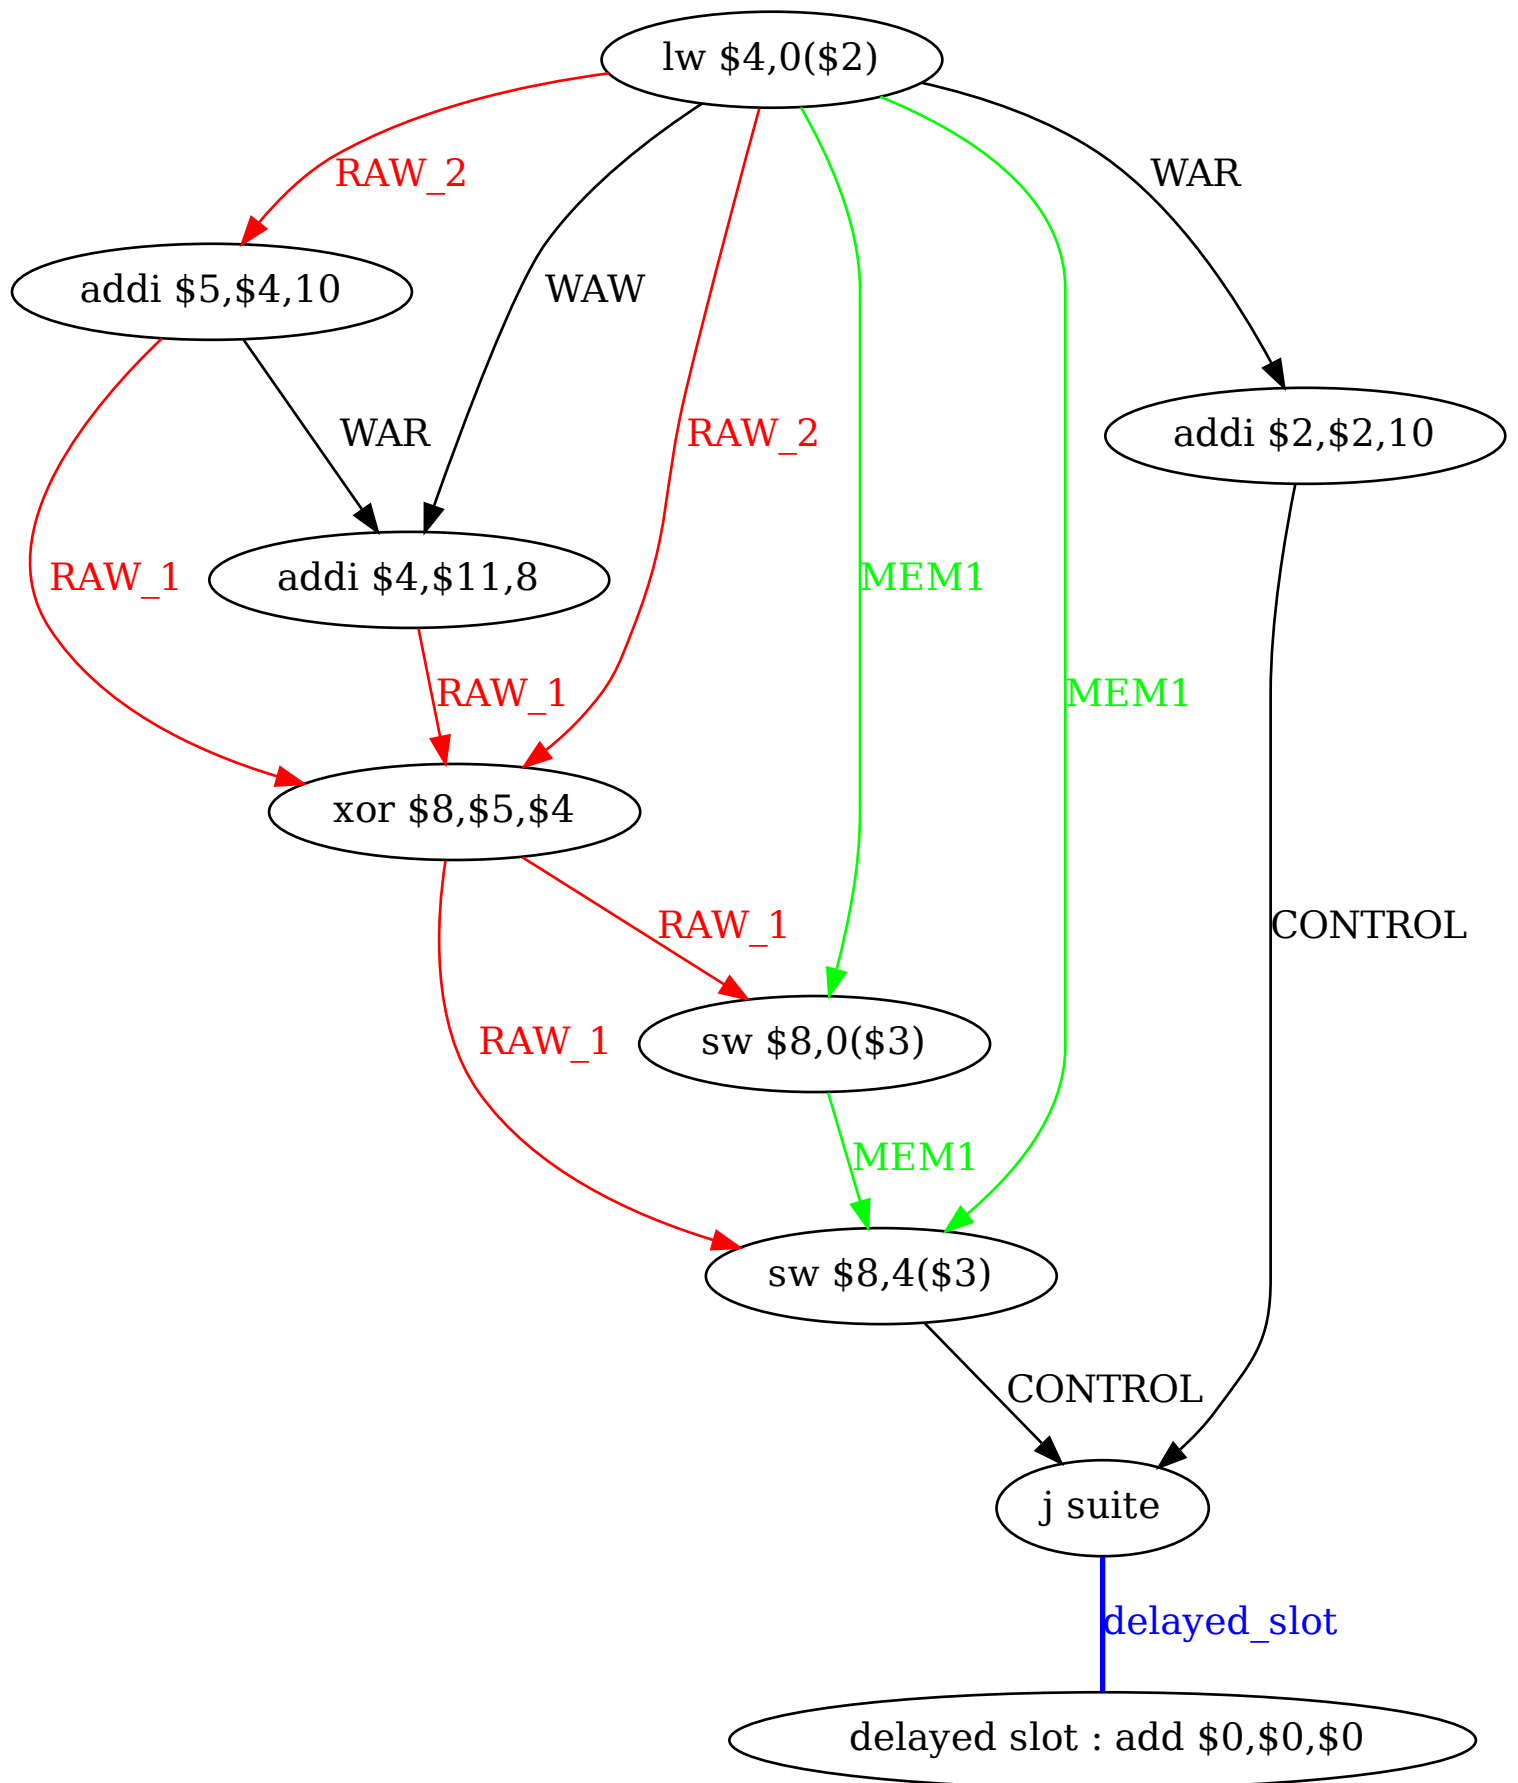 lw $4,0($2)
RAW_2
WAR
addi $5,$4,10
WAW
addi $2,$2,10
WAR
RAW_2
RAW_1
addi $4,$11,8
MEM1
RAW_1
MEM1
xor $8,$5,$4
RAW_1
CONTROL
RAW_1
sw $8,0($3)
MEM1
sw $8,4($3)
CONTROL
j suite
delayed_slot
delayed slot : add $0,$0,$0